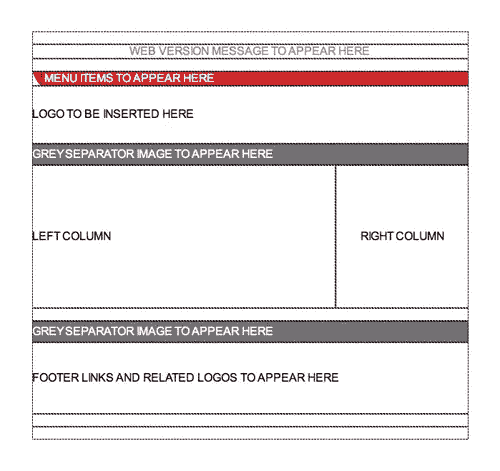 WEB VERSION MESSAGE TO APPEAR HERE
MENU ITEMS TO APPEAR HERE
LOGO TO BE INSERTED HERE
GREY SEPARATOR IMAGE TO APPEAR HERE
LEFT COLUMN
RIGHT COLUMN
GREY SEPARATOR IMAGE TO APPEAR HERE
FOOTER LINKS AND RELATED LOGOS TO APPEAR HERE